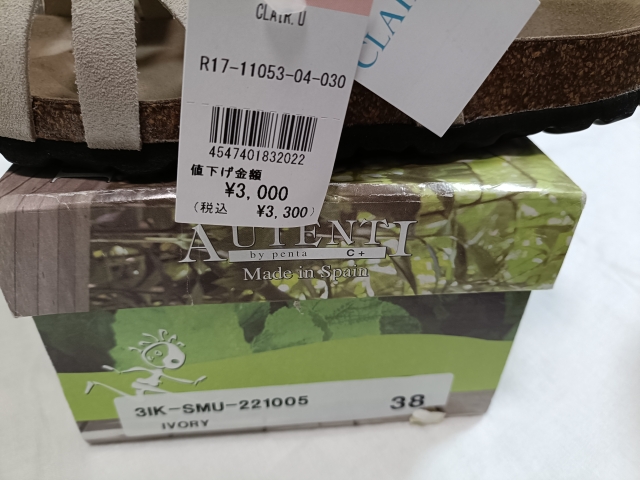 CLAIR.U
R17-11053-04-030
CLAIR
4547401832022
値下げ金額
¥3,000
(税込 ¥3,300)
AUTENTI
by penta C+
Made in Spain
3IK-SMU-221005 38
IVORY